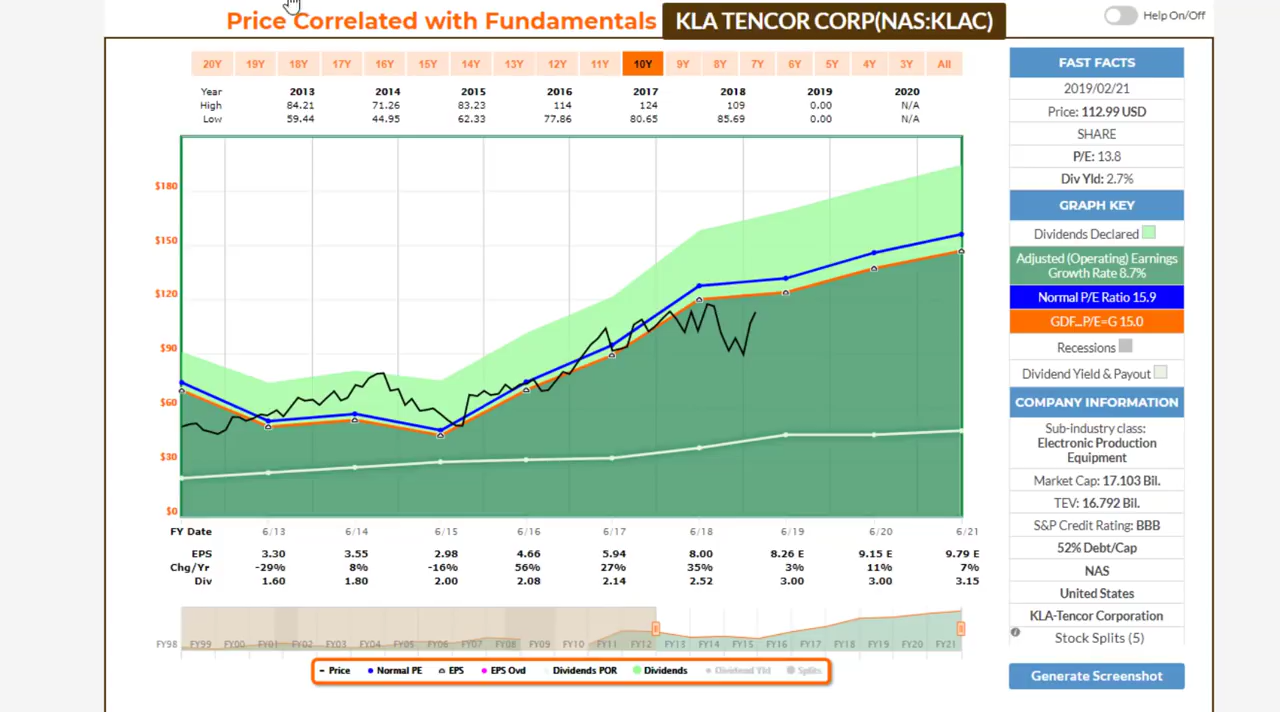 Price Correlated with Fundamentals KLA TENCOR CORP(NAS:KLAC)
Help On/Off
20Y 19Y 18Y 17Y 16Y 15Y 14Y 13Y 12Y 11Y 10Y 9Y 8Y 7Y 6Y 5Y 4Y 3Y All
Year 2013 2014 2015 2016 2017 2018 2019 2020
High 84.21 71.26 83.23 114 124 109 0.00 N/A
Low 59.44 44.95 62.33 77.86 80.65 85.69 0.00 N/A
$180
$150
$120
$90
$60
$30
$0
FY Date 6/13 6/14 6/15 6/16 6/17 6/18 6/19 6/20 6/21
EPS 3.30 3.55 2.98 4.66 5.94 8.00 8.26 E 9.15 E 9.79 E
Chg/Yr -29% 8% -16% 56% 27% 35% 3% 11% 7%
Div 1.60 1.80 2.00 2.08 2.14 2.52 3.00 3.00 3.15
FY98 FY99 FY00 FY01 FY02 FY03 FY04 FY05 FY06 FY07 FY08 FY09 FY10 FY11 FY12 FY13 FY14 FY15 FY16 FY17 FY18 FY19 FY20 FY21
Price Normal PE EPS EPS Ovd Dividends POR Dividends Dividend Yld Splits
FAST FACTS
2019/02/21
Price: 112.99 USD
SHARE
P/E: 13.8
Div Yld: 2.7%
GRAPH KEY
Dividends Declared
Adjusted (Operating) Earnings
Growth Rate 8.7%
Normal P/E Ratio 15.9
GDF...P/E=G 15.0
Recessions
Dividend Yield & Payout
COMPANY INFORMATION
Sub-industry class:
Electronic Production
Equipment
Market Cap: 17.103 Bil.
TEV: 16.792 Bil.
S&P Credit Rating: BBB
52% Debt/Cap
NAS
United States
KLA-Tencor Corporation
Stock Splits (5)
Generate Screenshot